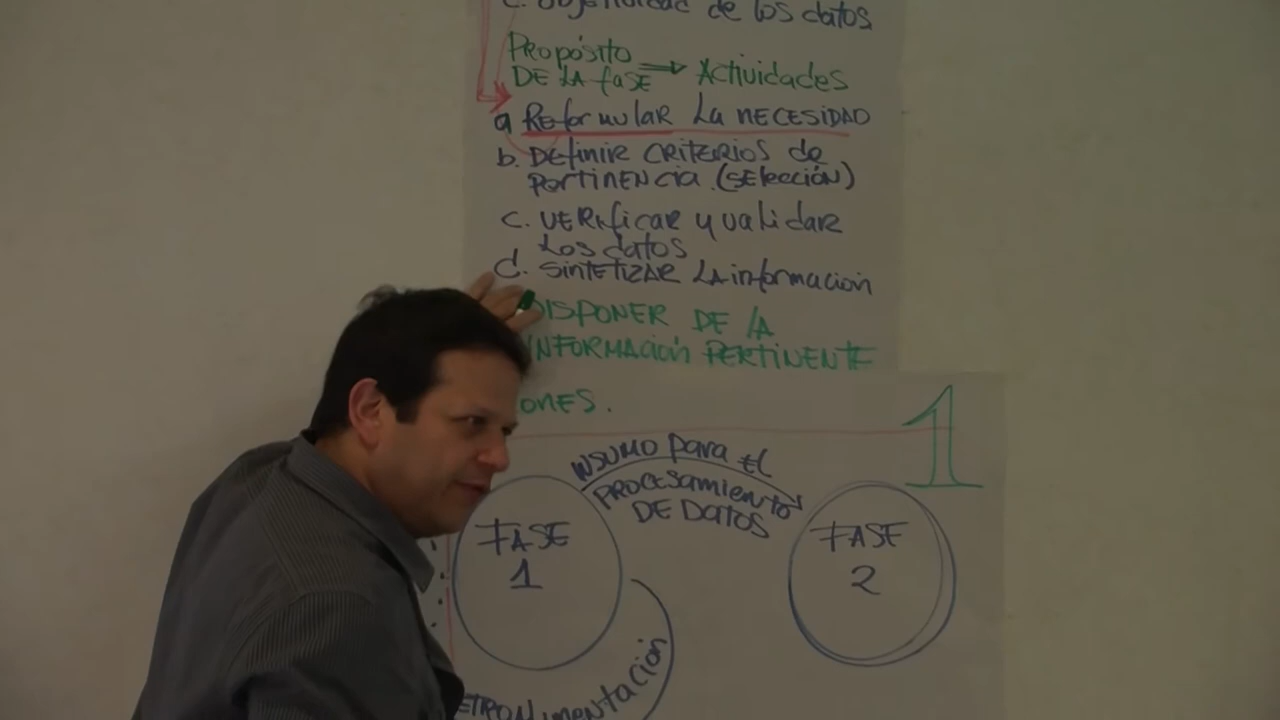 c. objetividad de los datos
PROPÓSITO
DE LA fASE → Actividades
a Reformular La NECESIDAD
b. Definir CRITERIOS de
PertiNENcia. (SElección)
c. VERificar y validar
Los datos
d. SintETIZAR LA información
DISPONER DE LA
INFORMAción PERTINENTE
ONES.
1
INSUMO para EL
PROCESamiento
DE Datos
FASE
1
FASE
2
ETROALimentación